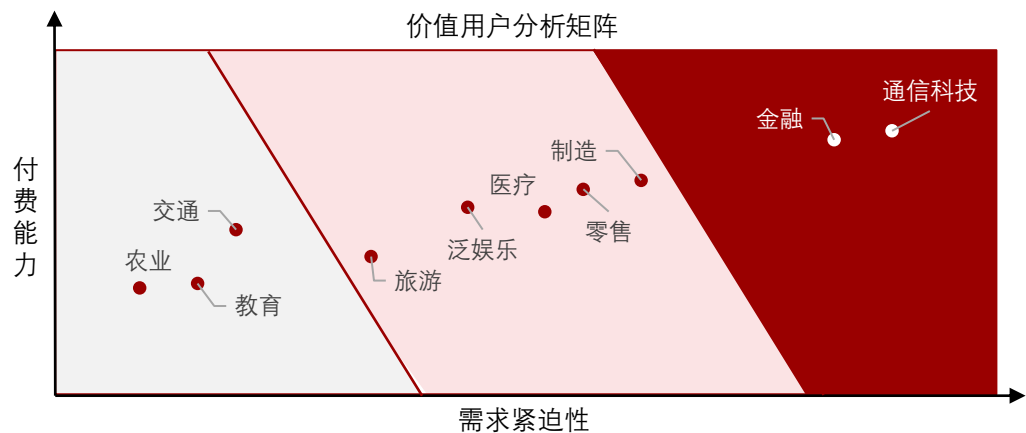 价值用户分析矩阵
通信科技
金融
制造
医疗
零售
泛娱乐
旅游
交通
农业
教育
付费能力
需求紧迫性